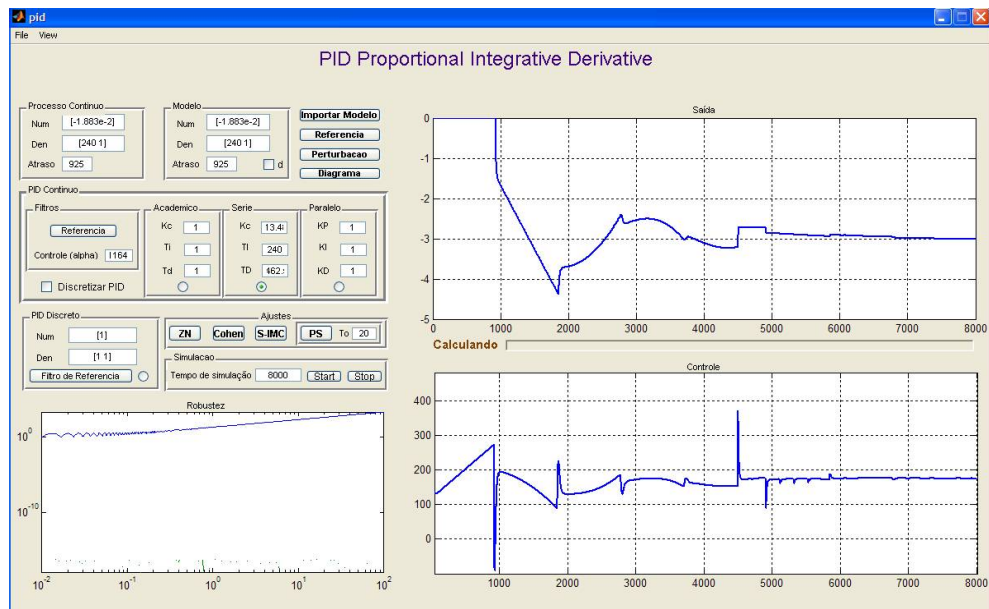 pid
File View
PID Proportional Integrative Derivative
Processo Continuo
Num [-1.883e-2]
Den [240 1]
Atraso 925
Modelo
Num [-1.883e-2]
Den [240 1]
Atraso 925 d
Importar Modelo
Referencia
Perturbacao
Diagrama
PID Continuo
Filtros
Referencia
Controle (alpha) 164
Discretizar PID
Academico
Kc 1
Ti 1
Td 1
Serie
Kc 13.4
TI 240
TD 462.
Paralelo
KP 1
KI 1
KD 1
PID Discreto
Num [1]
Den [1 1]
Filtro de Referencia
Ajustes
ZN Cohen S-IMC PS To 20
Simulacao
Tempo de simulação 8000 Start Stop
Robustez
10^0
10^-10
10^-2 10^-1 10^0 10^1 10^2
Saída
0
-1
-2
-3
-4
-5
0 1000 2000 3000 4000 5000 6000 7000 8000
Calculando
Controle
400
300
200
100
0
1000 2000 3000 4000 5000 6000 7000 8000